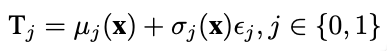 T_j = μ_j(𝐱) + σ_j(𝐱)ϵ_j, j ∈ {0,1}